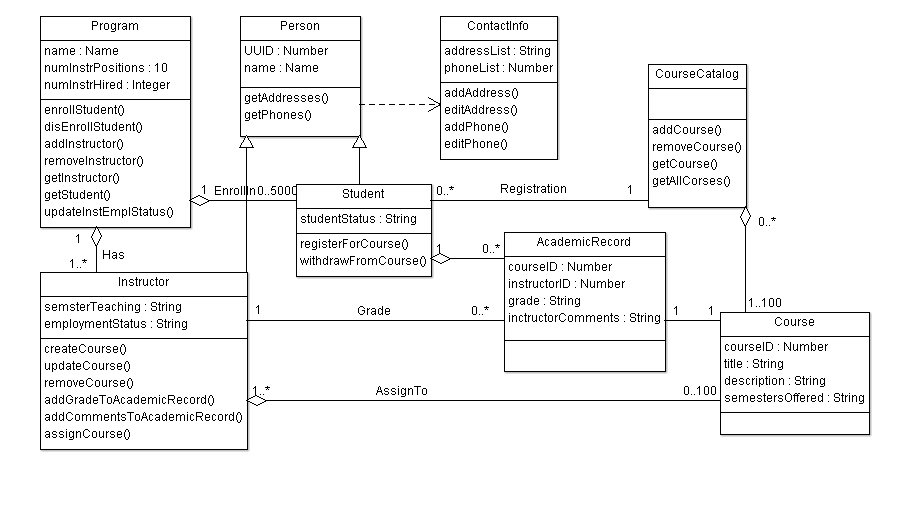 Program
name : Name
numInstrPositions : 10
numInstrHired : Integer
enrollStudent()
disEnrollStudent()
addInstructor()
removeInstructor()
getInstructor()
getStudent()
updateInstEmplStatus()
Person
UUID : Number
name : Name
getAddresses()
getPhones()
ContactInfo
addressList : String
phoneList : Number
addAddress()
editAddress()
addPhone()
editPhone()
CourseCatalog
addCourse()
removeCourse()
getCourse()
getAllCorses()
1 EnrollIn 0..5000
Student
studentStatus : String
registerForCourse()
withdrawFromCourse()
0..* Registration 1
1 0..*
AcademicRecord
courseID : Number
instructorID : Number
grade : String
inctructorComments : String
0..*
1..100
1
Has
1..*
Instructor
semsterTeaching : String
employmentStatus : String
createCourse()
updateCourse()
removeCourse()
addGradeToAcademicRecord()
addCommentsToAcademicRecord()
assignCourse()
1 Grade 0..*
1 1
Course
courseID : Number
title : String
description : String
semestersOffered : String
1..* AssignTo 0..100